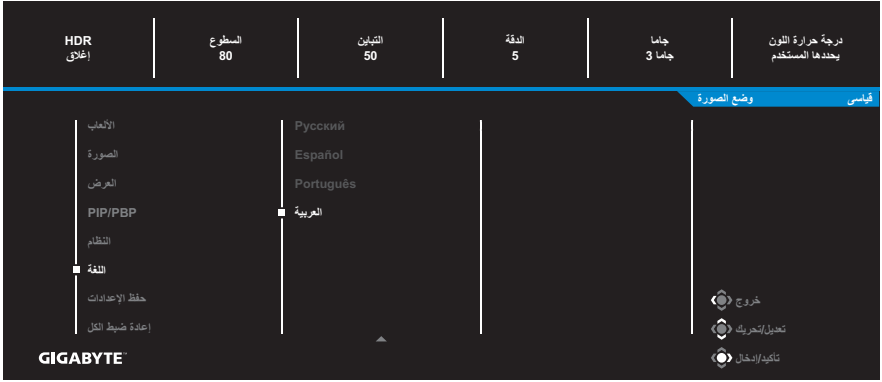 HDR
إغلاق
السطوع
80
التباين
50
الدقة
5
جاما
جاما 3
درجة حرارة اللون
يحددها المستخدم
وضع الصورة
قياسى
الألعاب
الصورة
العرض
PIP/PBP
النظام
اللغة
حفظ الإعدادات
إعادة ضبط الكل
Русский
Español
Português
العربية
خروج
تعديل/تحريك
تأكيد/إدخال
GIGABYTE™